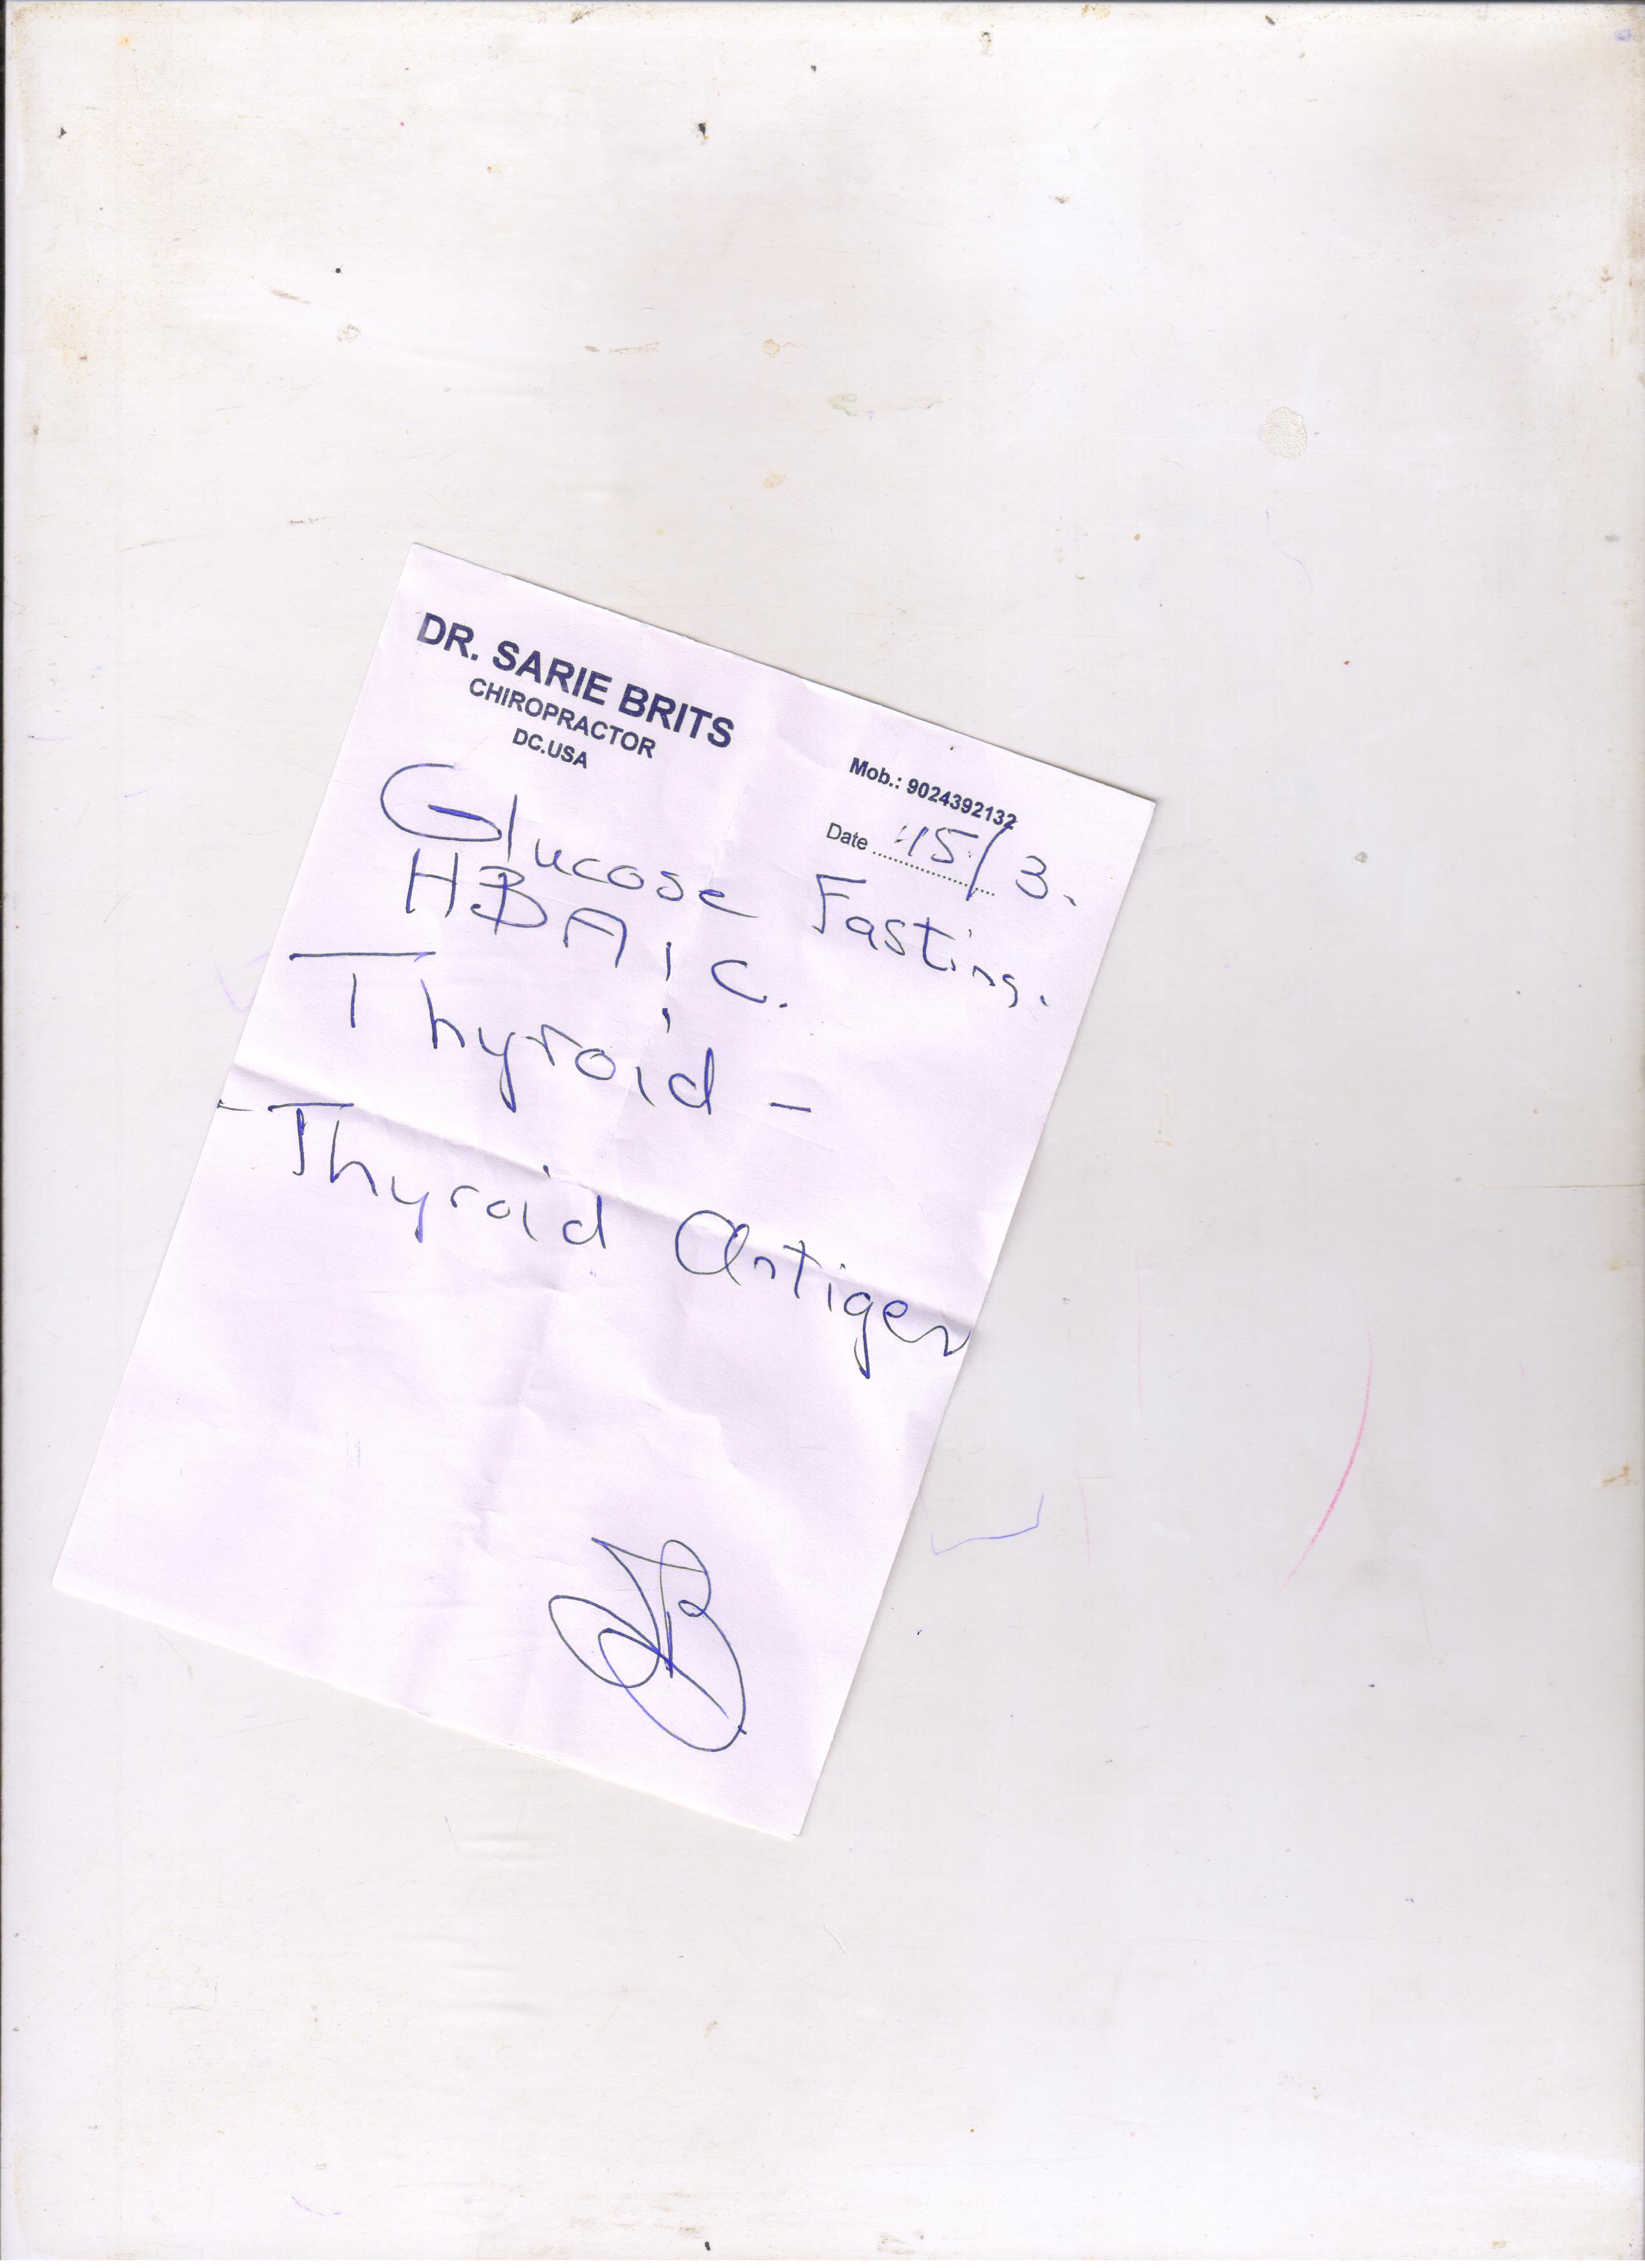 DR. SARIE BRITS
CHIROPRACTOR
DC.USA
Mob.: 9024392132
Date 15/3.
Glucose Fasting.
HBA1C.
Thyroid -
- Thyroid Antigen